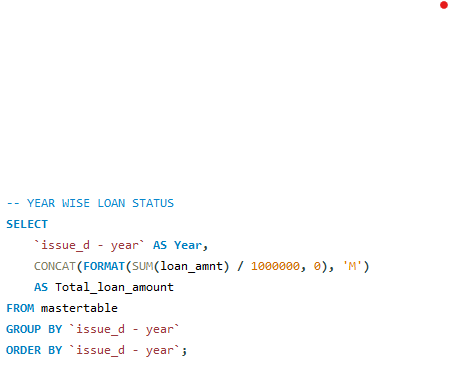 -- YEAR WISE LOAN STATUS
SELECT
    `issue_d - year` AS Year,
    CONCAT(FORMAT(SUM(loan_amnt) / 1000000, 0), 'M')
    AS Total_loan_amount
FROM mastertable
GROUP BY `issue_d - year`
ORDER BY `issue_d - year`;